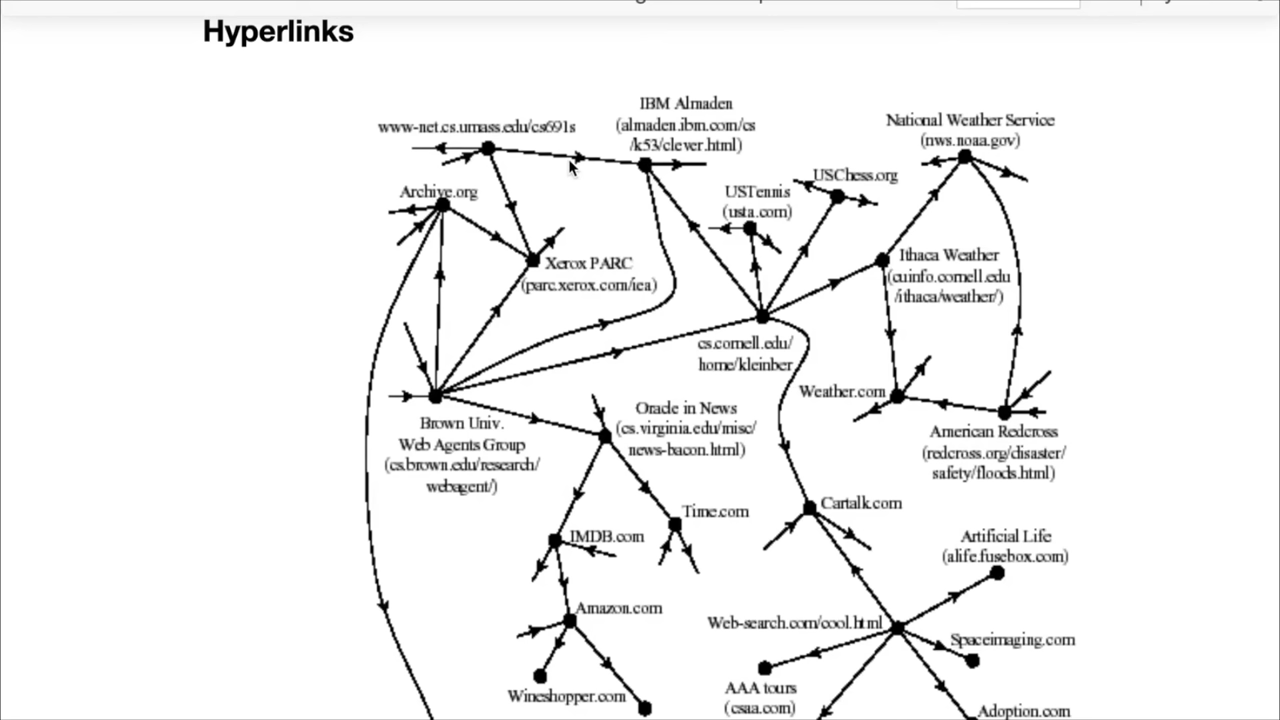 Hyperlinks
IBM Almaden
(almaden.ibm.com/cs
/k53/clever.html)
www-net.cs.umass.edu/cs691s
National Weather Service
(nws.noaa.gov)
Archive.org
USTennis
(usta.com)
USChess.org
Xerox PARC
(parc.xerox.com/iea)
Ithaca Weather
(cuinfo.cornell.edu
/ithaca/weather/)
cs.cornell.edu/
home/kleinber
Weather.com
Brown Univ.
Web Agents Group
(cs.brown.edu/research/
webagent/)
Oracle in News
(cs.virginia.edu/misc/
news-bacon.html)
American Redcross
(redcross.org/disaster/
safety/floods.html)
Time.com
Cartalk.com
IMDB.com
Artificial Life
(alife.fusebox.com)
Amazon.com
Web-search.com/cool.html
Spaceimaging.com
Wineshopper.com
AAA tours
(csaa.com)
Adoption.com